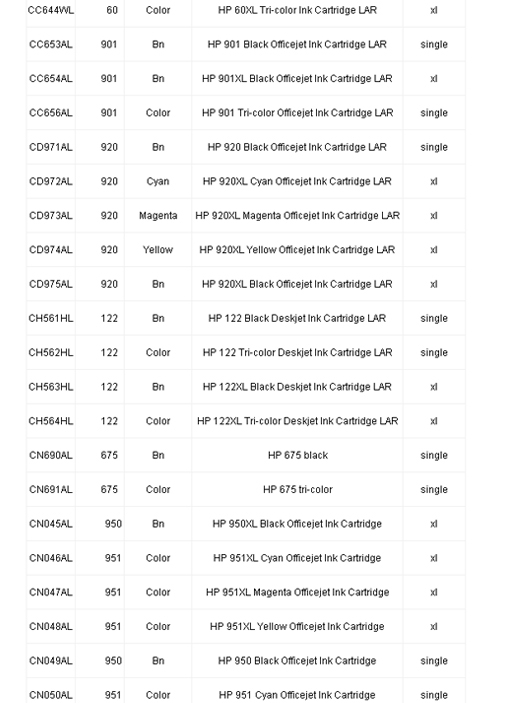 CC644WL 60 Color HP 60XL Tri-color Ink Cartridge LAR xl
CC653AL 901 Bn HP 901 Black Officejet Ink Cartridge LAR single
CC654AL 901 Bn HP 901XL Black Officejet Ink Cartridge LAR xl
CC656AL 901 Color HP 901 Tri-color Officejet Ink Cartridge LAR single
CD971AL 920 Bn HP 920 Black Officejet Ink Cartridge LAR single
CD972AL 920 Cyan HP 920XL Cyan Officejet Ink Cartridge LAR xl
CD973AL 920 Magenta HP 920XL Magenta Officejet Ink Cartridge LAR xl
CD974AL 920 Yellow HP 920XL Yellow Officejet Ink Cartridge LAR xl
CD975AL 920 Bn HP 920XL Black Officejet Ink Cartridge LAR xl
CH561HL 122 Bn HP 122 Black Deskjet Ink Cartridge LAR single
CH562HL 122 Color HP 122 Tri-color Deskjet Ink Cartridge LAR single
CH563HL 122 Bn HP 122XL Black Deskjet Ink Cartridge LAR xl
CH564HL 122 Color HP 122XL Tri-color Deskjet Ink Cartridge LAR xl
CN690AL 675 Bn HP 675 black single
CN691AL 675 Color HP 675 tri-color single
CN045AL 950 Bn HP 950XL Black Officejet Ink Cartridge xl
CN046AL 951 Color HP 951XL Cyan Officejet Ink Cartridge xl
CN047AL 951 Color HP 951XL Magenta Officejet Ink Cartridge xl
CN048AL 951 Color HP 951XL Yellow Officejet Ink Cartridge xl
CN049AL 950 Bn HP 950 Black Officejet Ink Cartridge single
CN050AL 951 Color HP 951 Cyan Officejet Ink Cartridge single